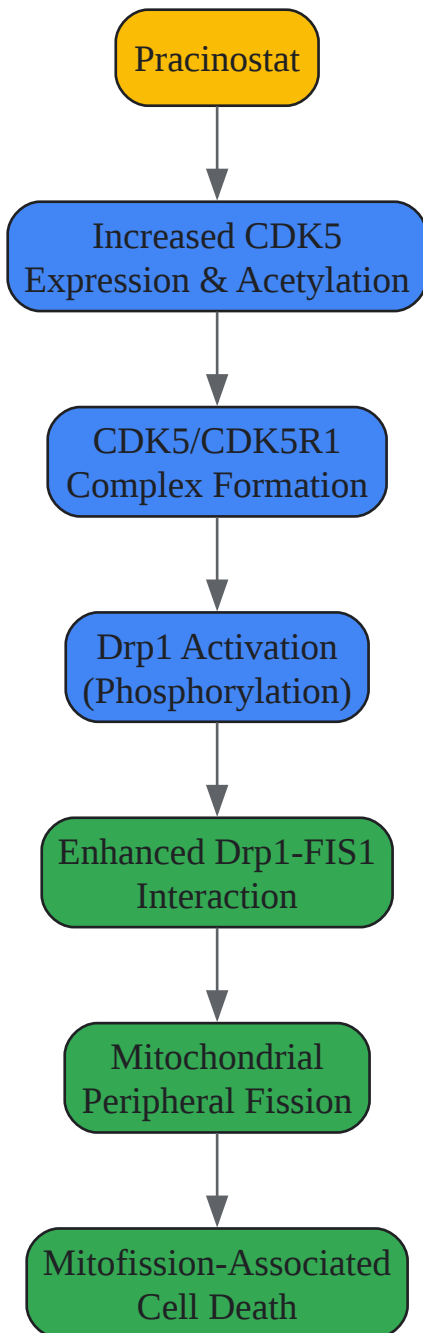 Pracinostat
Increased CDK5
Expression & Acetylation
CDK5/CDK5R1
Complex Formation
Drp1 Activation
(Phosphorylation)
Enhanced Drp1-FIS1
Interaction
Mitochondrial
Peripheral Fission
Mitofission-Associated
Cell Death